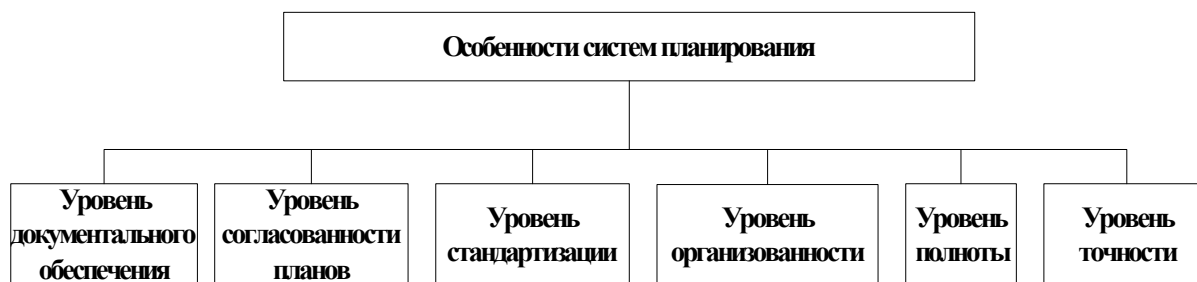 Особенности систем планирования
Уровень
документального
обеспечения
Уровень
согласованности
планов
Уровень
стандартизации
Уровень
организованности
Уровень
полноты
Уровень
точности